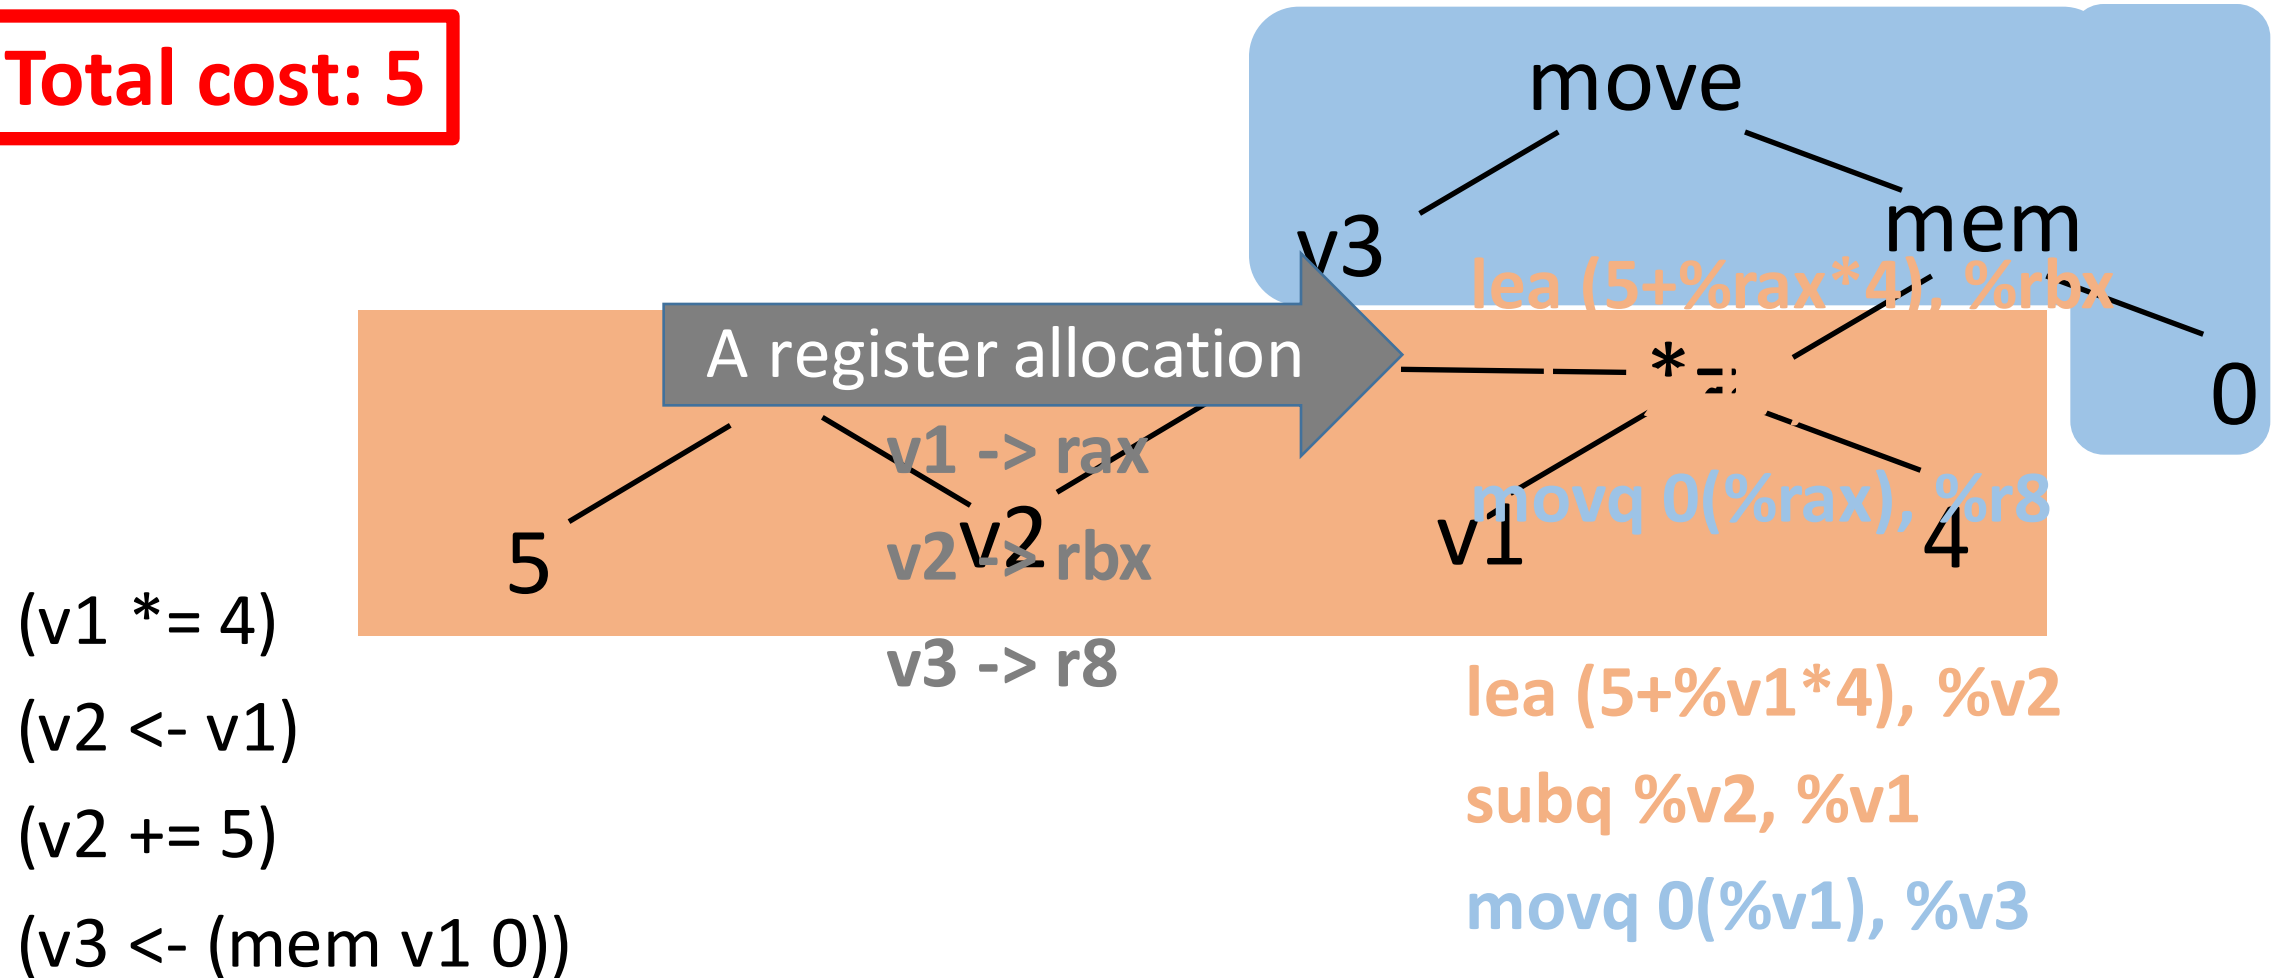 Total cost: 5
move
v3
mem
lea (5+%rax*4), %rbx
A register allocation
*=
0
v1 -> rax
movq 0(%rax), %r8
5
v2
v1
4
v2 -> rbx
(v1 *= 4)
v3 -> r8
lea (5+%v1*4), %v2
(v2 <- v1)
subq %v2, %v1
(v2 += 5)
movq 0(%v1), %v3
(v3 <- (mem v1 0))